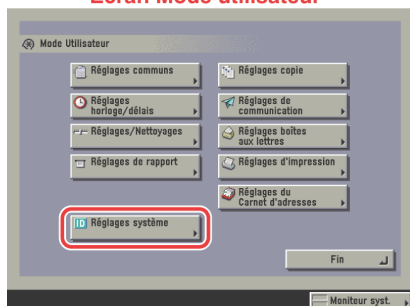 Écran Mode utilisateur
Mode Utilisateur
Réglages communs
Réglages copie
Réglages
horloge/délais
Réglages de
communication
Réglages/Nettoyages
Réglages boîtes
aux lettres
Réglages de rapport
Réglages d'impression
Réglages du
Carnet d'adresses
ID Réglages système
Fin
Moniteur syst.